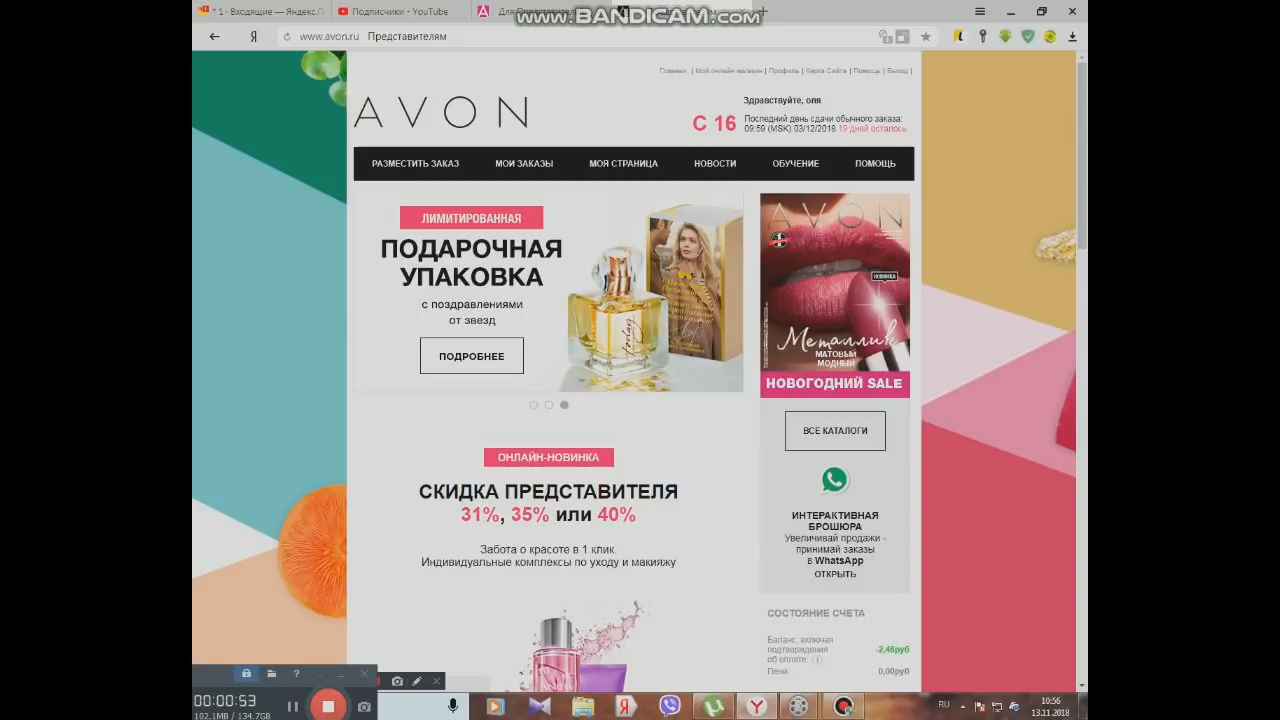 * 1 - Входящие — Яндекс.П
Подписчики - YouTube
www.BANDICAM.com
www.avon.ru Представителям
Главная | Мой онлайн-магазин | Профиль | Карта Сайта | Помощь | Выход |
AVON
Здравствуйте, оля
С 16
Последний день сдачи обычного заказа:
09:59 (MSK) 03/12/2018 19 дней осталось
РАЗМЕСТИТЬ ЗАКАЗ МОИ ЗАКАЗЫ МОЯ СТРАНИЦА НОВОСТИ ОБУЧЕНИЕ ПОМОЩЬ
ЛИМИТИРОВАННАЯ
ПОДАРОЧНАЯ
УПАКОВКА
с поздравлениями
от звезд
ПОДРОБНЕЕ
today
AVON
НОВИНКА
Металлик
МАТОВЫЙ
МОДНЫЙ
НОВОГОДНИЙ SALE
ВСЕ КАТАЛОГИ
ОНЛАЙН-НОВИНКА
СКИДКА ПРЕДСТАВИТЕЛЯ
31%, 35% или 40%
Забота о красоте в 1 клик.
Индивидуальные комплексы по уходу и макияжу
ИНТЕРАКТИВНАЯ
БРОШЮРА
Увеличивай продажи -
принимай заказы
в WhatsApp
ОТКРЫТЬ
СОСТОЯНИЕ СЧЕТА
Баланс, включая
подтверждения
об оплате:
-2,46руб
Пени: 0,00руб
00:00:53
102.1MB / 134.7GB
RU
10:56
13.11.2018